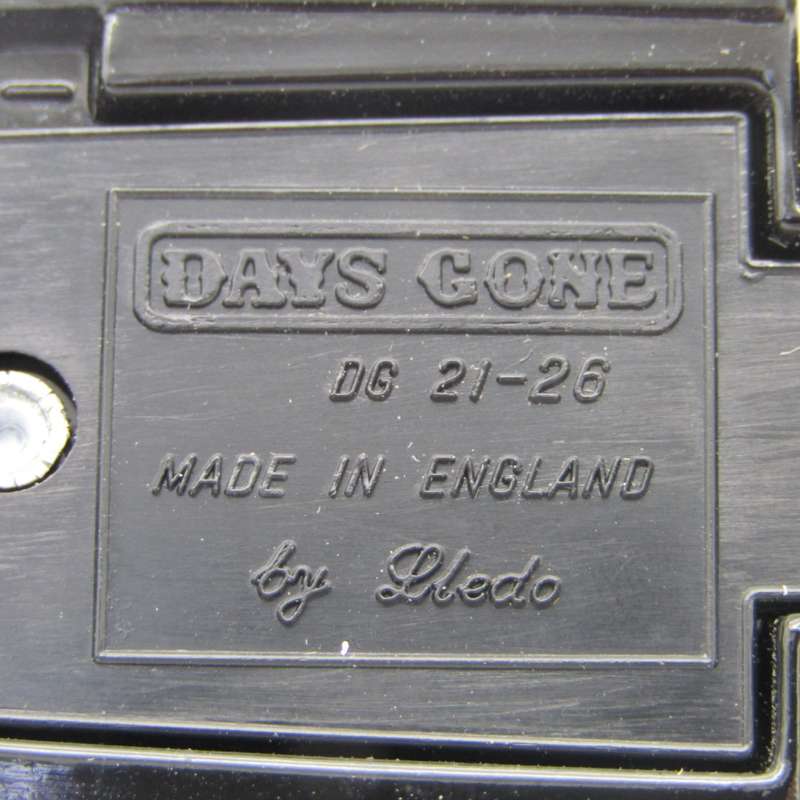 DAYS GONE
DG 21-26
MADE IN ENGLAND
by Lledo